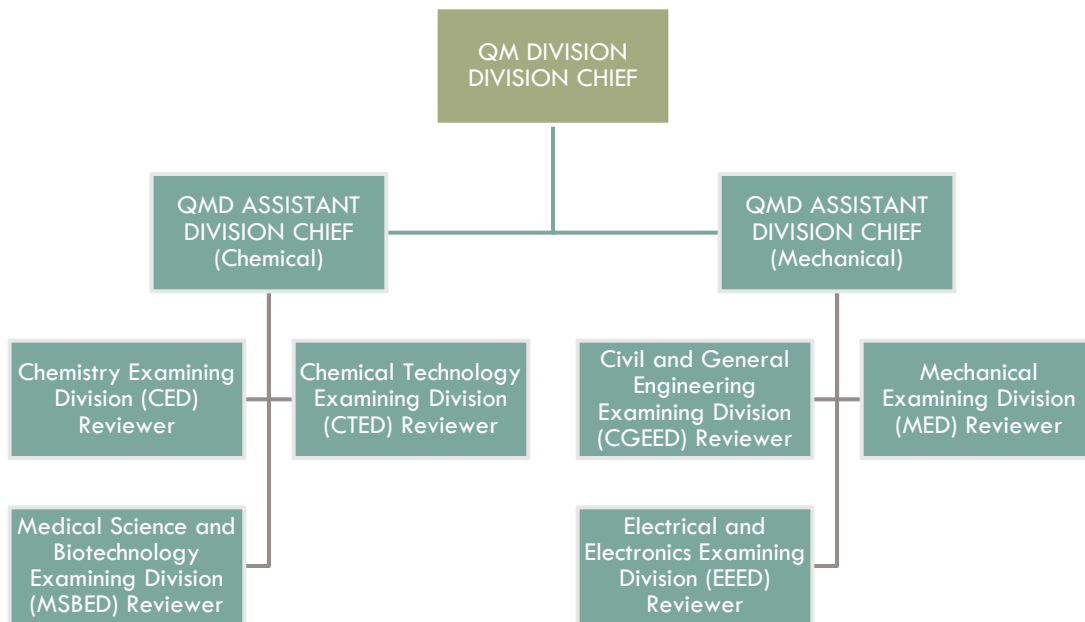 QM DIVISION
DIVISION CHIEF
QMD ASSISTANT
DIVISION CHIEF
(Chemical)
QMD ASSISTANT
DIVISION CHIEF
(Mechanical)
Chemistry Examining
Division (CED)
Reviewer
Chemical Technology
Examining Division
(CTED) Reviewer
Civil and General
Engineering
Examining Division
(CGEED) Reviewer
Mechanical
Examining Division
(MED) Reviewer
Medical Science and
Biotechnology
Examining Division
(MSBED) Reviewer
Electrical and
Electronics Examining
Division (EEED)
Reviewer